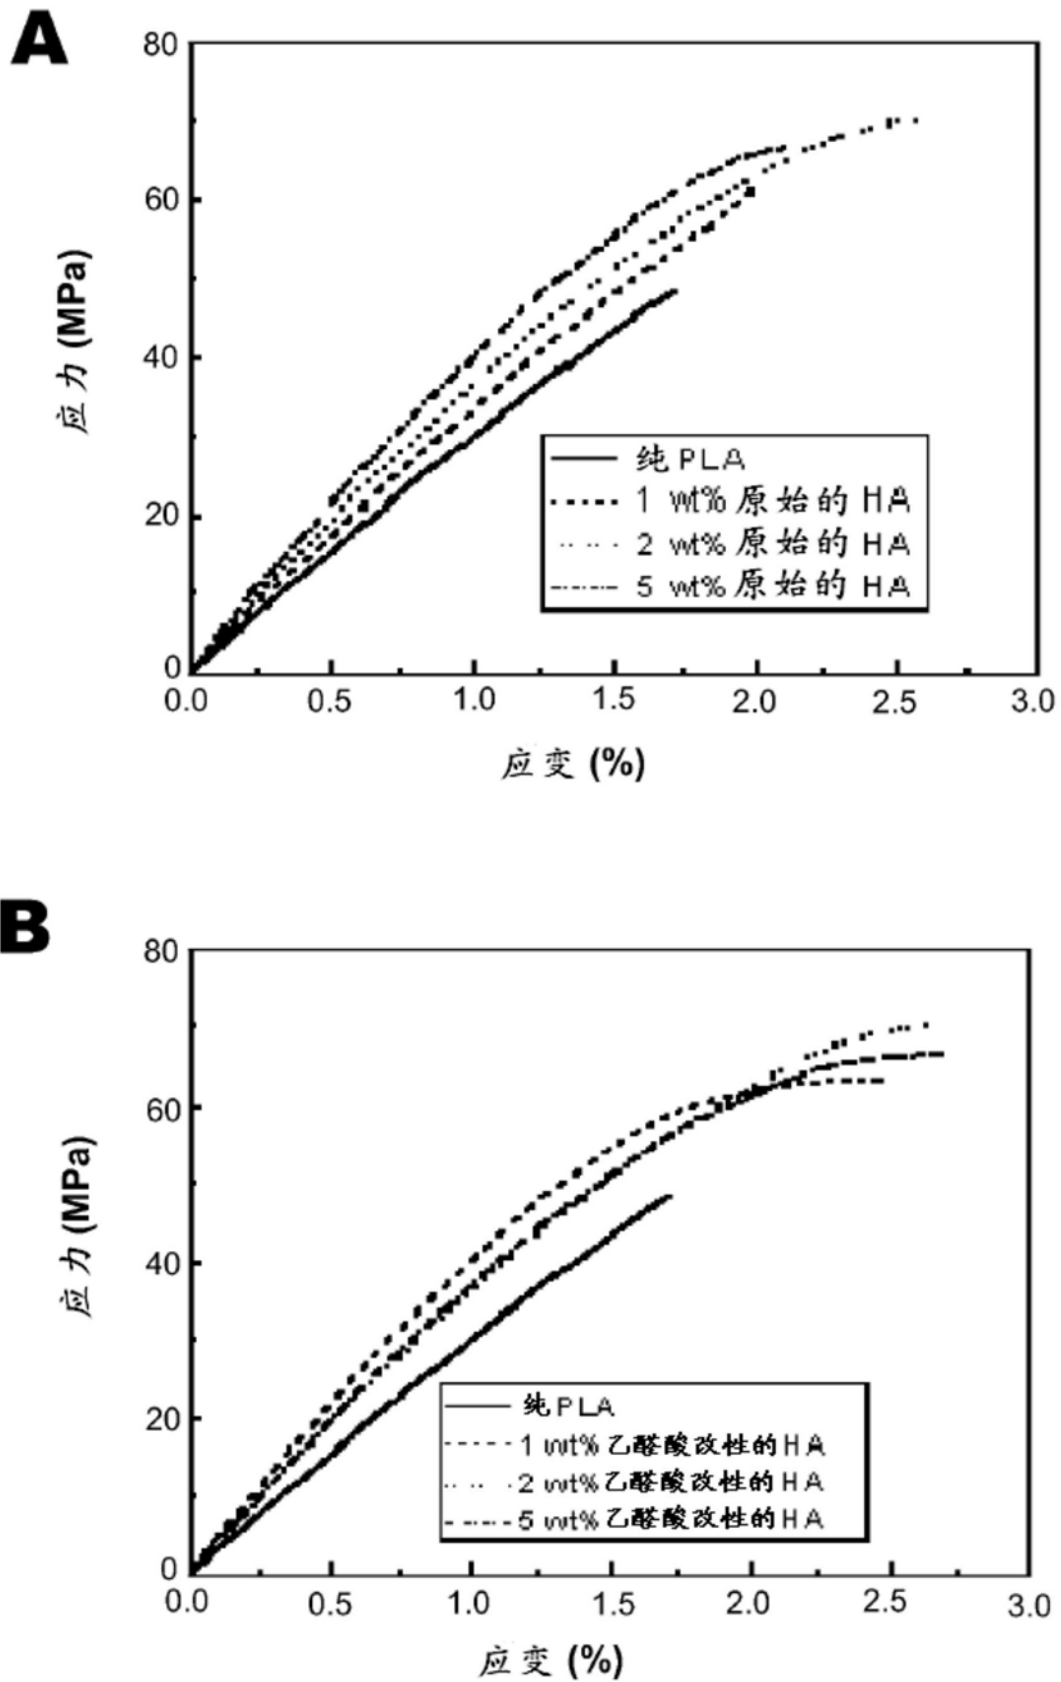 A
80
60
40
20
0
应力 (MPa)
纯 PLA
1 wt% 原始的 HA
2 wt% 原始的 HA
5 wt% 原始的 HA
0.0 0.5 1.0 1.5 2.0 2.5 3.0
应变 (%)
B
80
60
40
20
0
应力 (MPa)
纯 PLA
1 wt% 乙醛酸改性的 HA
2 wt% 乙醛酸改性的 HA
5 wt% 乙醛酸改性的 HA
0.0 0.5 1.0 1.5 2.0 2.5 3.0
应变 (%)